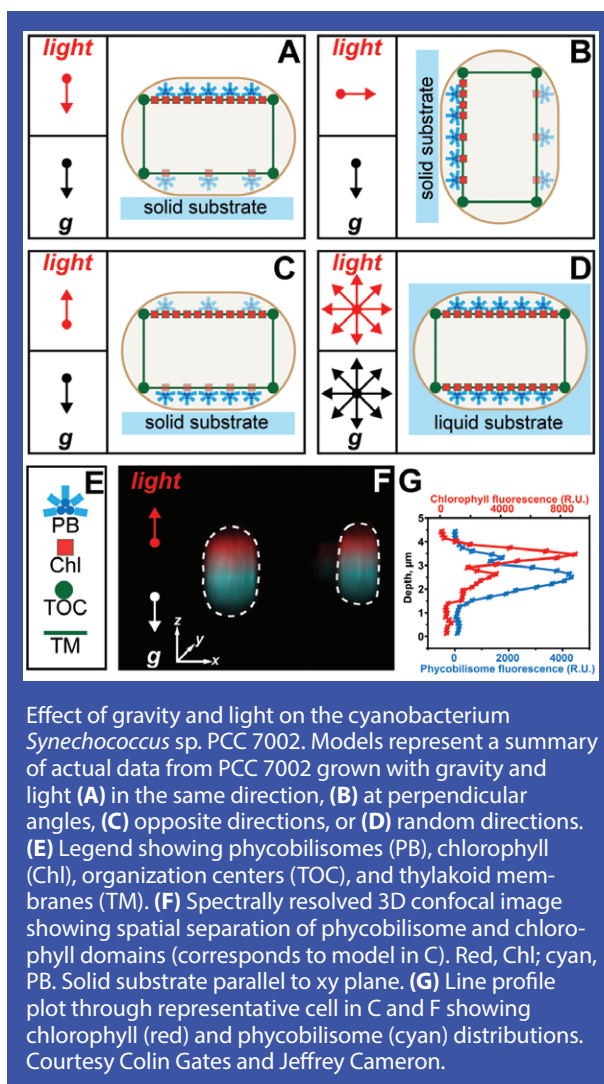 light
A
g
solid substrate
light
B
g
solid substrate
light
C
g
solid substrate
light
D
g
liquid substrate
E
PB
Chl
TOC
TM
light
F
g
z
y
x
G
Chlorophyll fluorescence (R.U.)
0 4000 8000
Depth, µm
5
4
3
2
1
0
0 2000 4000
Phycobilisome fluorescence (R.U.)
Effect of gravity and light on the cyanobacterium
Synechococcus sp. PCC 7002. Models represent a summary
of actual data from PCC 7002 grown with gravity and
light (A) in the same direction, (B) at perpendicular
angles, (C) opposite directions, or (D) random directions.
(E) Legend showing phycobilisomes (PB), chlorophyll
(Chl), organization centers (TOC), and thylakoid mem-
branes (TM). (F) Spectrally resolved 3D confocal image
showing spatial separation of phycobilisome and chloro-
phyll domains (corresponds to model in C). Red, Chl; cyan,
PB. Solid substrate parallel to xy plane. (G) Line profile
plot through representative cell in C and F showing
chlorophyll (red) and phycobilisome (cyan) distributions.
Courtesy Colin Gates and Jeffrey Cameron.